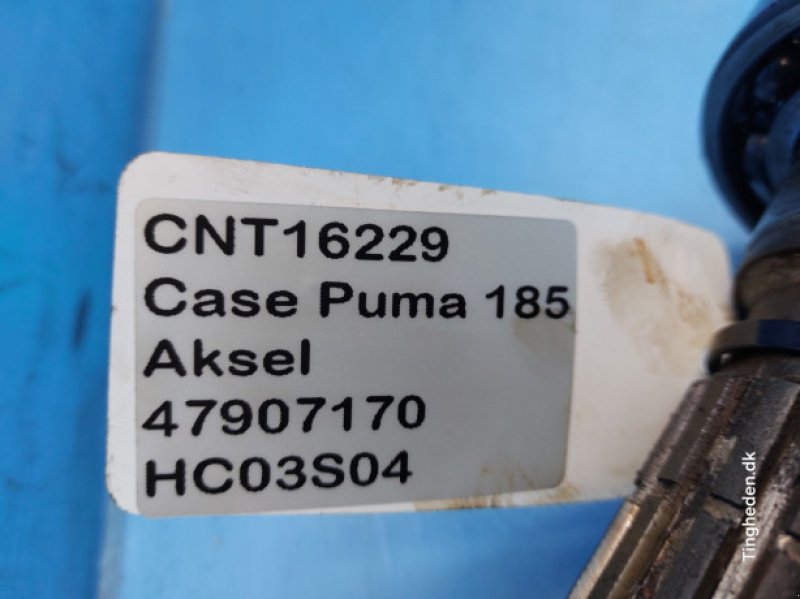 CNT16229
Case Puma 185
Aksel
47907170
HC03S04
Tingheden.dk